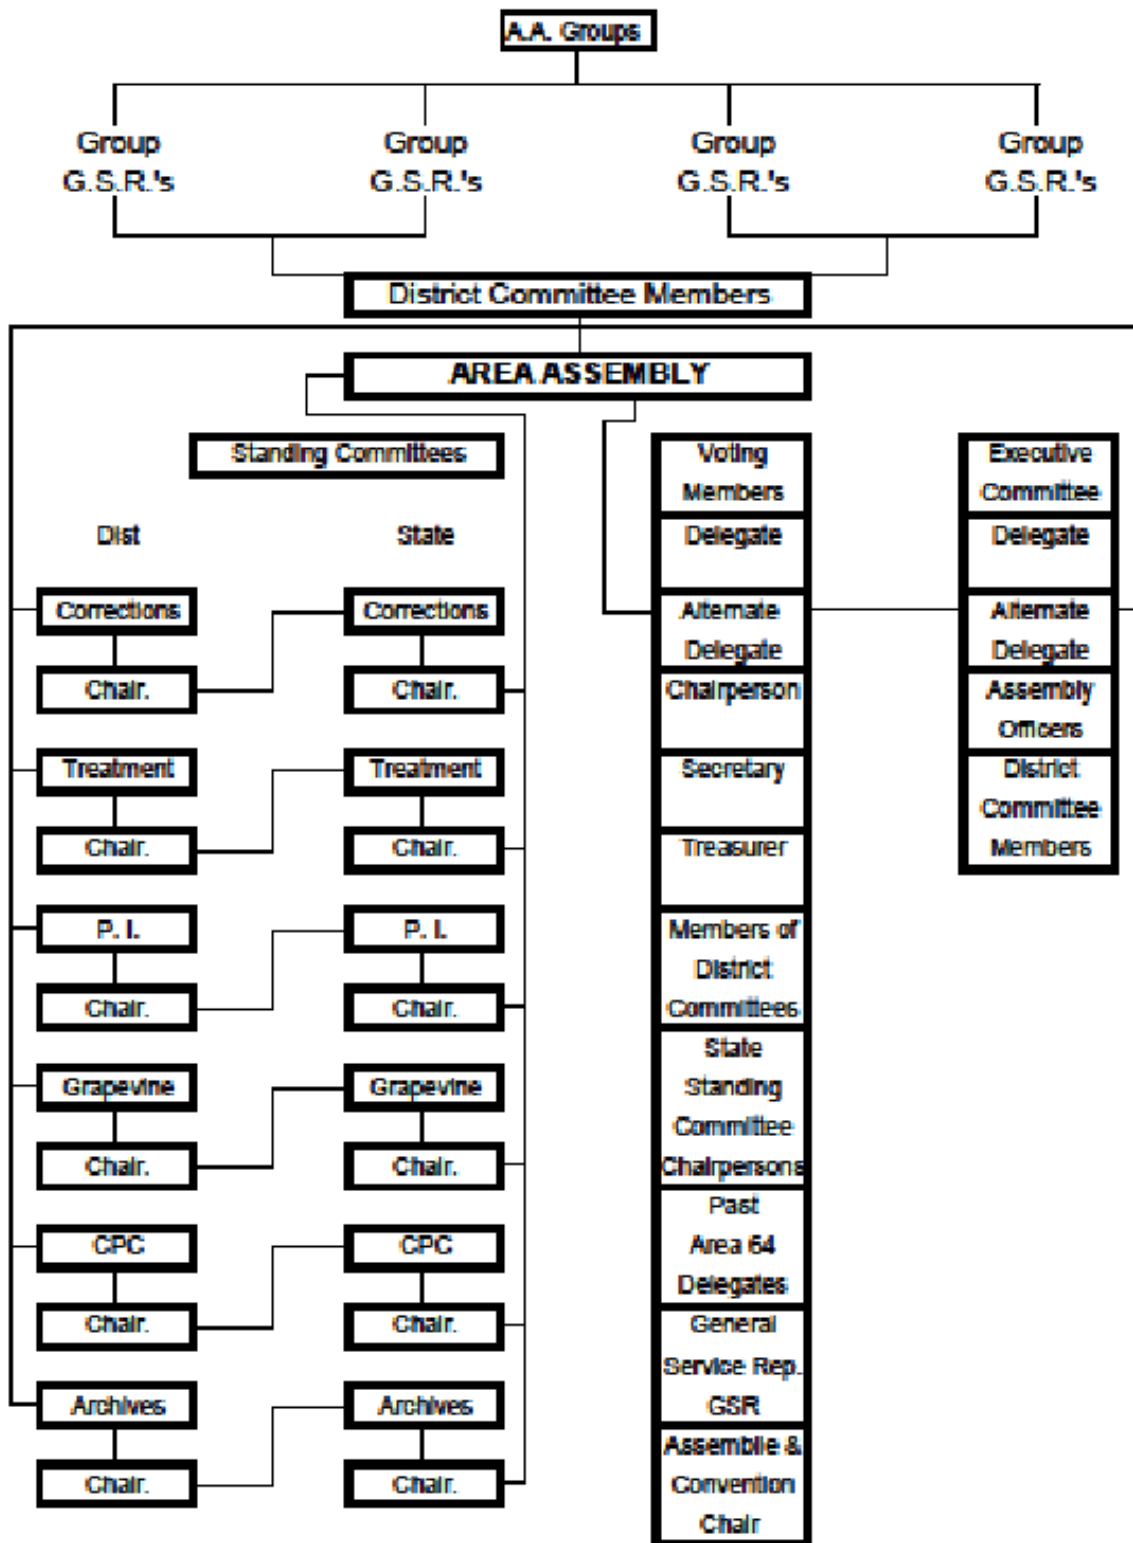 A.A. Groups
Group
G.S.R.'s
Group
G.S.R.'s
Group
G.S.R.'s
Group
G.S.R.'s
District Committee Members
AREA ASSEMBLY
Standing Committees
Dist
State
Corrections
Corrections
Chair.
Chair.
Treatment
Treatment
Chair.
Chair.
P. I.
P. I.
Chair.
Chair.
Grapevine
Grapevine
Chair.
Chair.
CPC
CPC
Chair.
Chair.
Archives
Archives
Chair.
Chair.
Voting
Members
Delegate
Alternate
Delegate
Chairperson
Secretary
Treasurer
Members of
District
Committees
State
Standing
Committee
Chairpersons
Past
Area 64
Delegates
General
Service Rep.
GSR
Assemblie &
Convention
Chair
Executive
Committee
Delegate
Alternate
Delegate
Assembly
Officers
District
Committee
Members